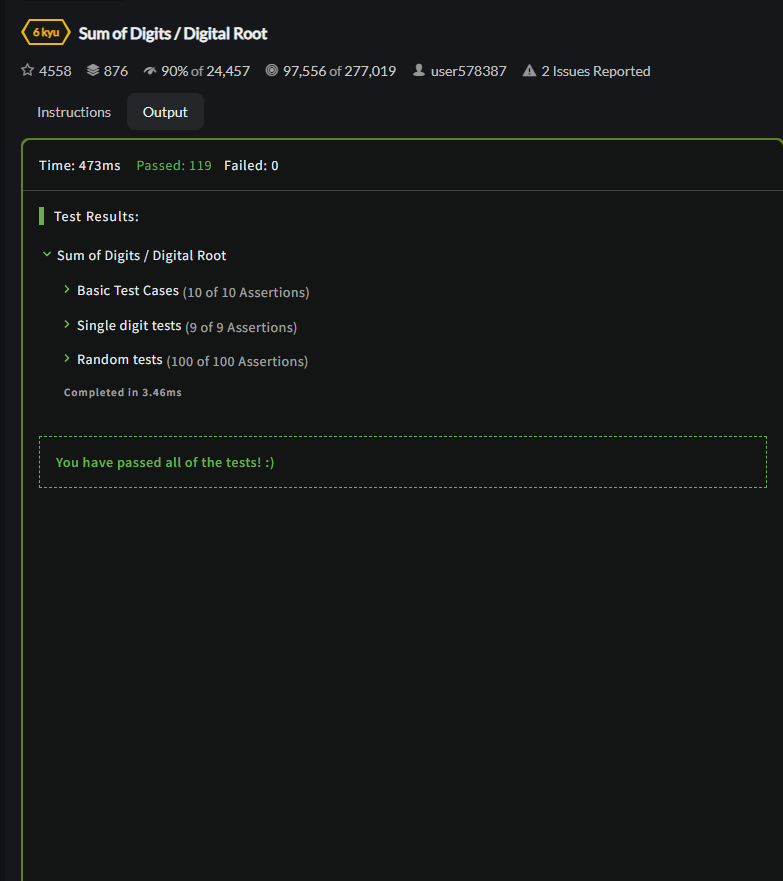 6 kyu Sum of Digits / Digital Root
4558 876 90% of 24,457 97,556 of 277,019 user578387 2 Issues Reported
Instructions Output
Time: 473ms Passed: 119 Failed: 0
Test Results:
Sum of Digits / Digital Root
Basic Test Cases (10 of 10 Assertions)
Single digit tests (9 of 9 Assertions)
Random tests (100 of 100 Assertions)
Completed in 3.46ms
You have passed all of the tests! :)